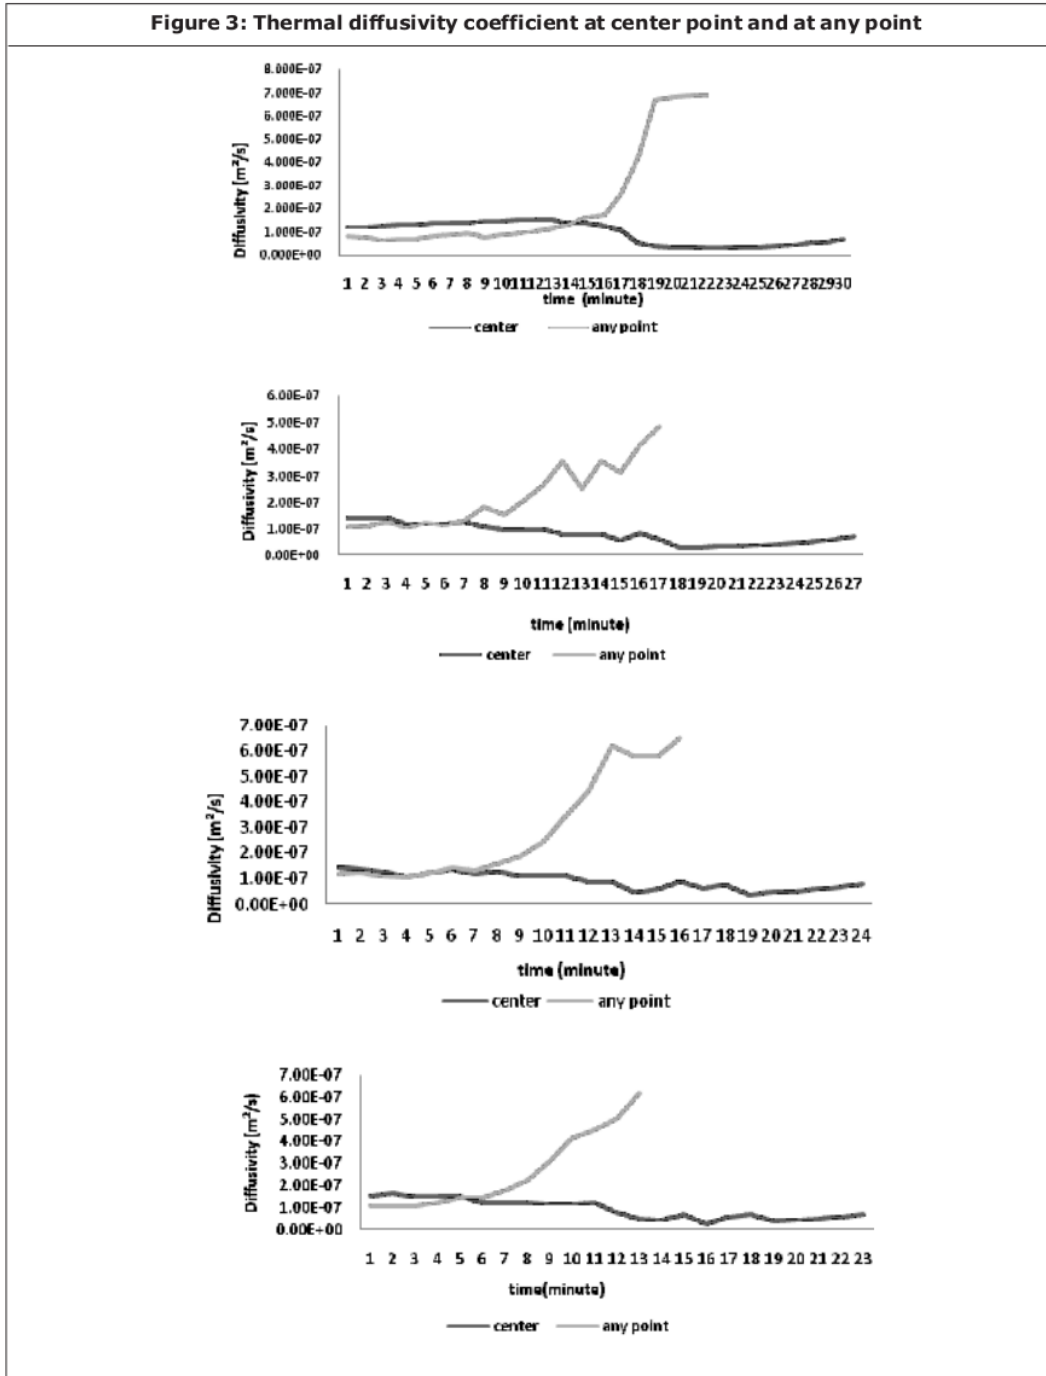 Figure 3: Thermal diffusivity coefficient at center point and at any point
8.000E-07
7.000E-07
6.000E-07
5.000E-07
4.000E-07
3.000E-07
2.000E-07
1.000E-07
0.000E+00
Diffusivity [m²/s]
1 2 3 4 5 6 7 8 9 10 11 12 13 14 15 16 17 18 19 20 21 22 23 24 25 26 27 28 29 30
time (minute)
center any point
6.00E-07
5.00E-07
4.00E-07
3.00E-07
2.00E-07
1.00E-07
0.00E+00
Diffusivity [m²/s]
1 2 3 4 5 6 7 8 9 10 11 12 13 14 15 16 17 18 19 20 21 22 23 24 25 26 27
time (minute)
center any point
7.00E-07
6.00E-07
5.00E-07
4.00E-07
3.00E-07
2.00E-07
1.00E-07
0.00E+00
Diffusivity [m²/s]
1 2 3 4 5 6 7 8 9 10 11 12 13 14 15 16 17 18 19 20 21 22 23 24
time (minute)
center any point
7.00E-07
6.00E-07
5.00E-07
4.00E-07
3.00E-07
2.00E-07
1.00E-07
0.00E+00
Diffusivity (m²/s)
1 2 3 4 5 6 7 8 9 10 11 12 13 14 15 16 17 18 19 20 21 22 23
time(minute)
center any point